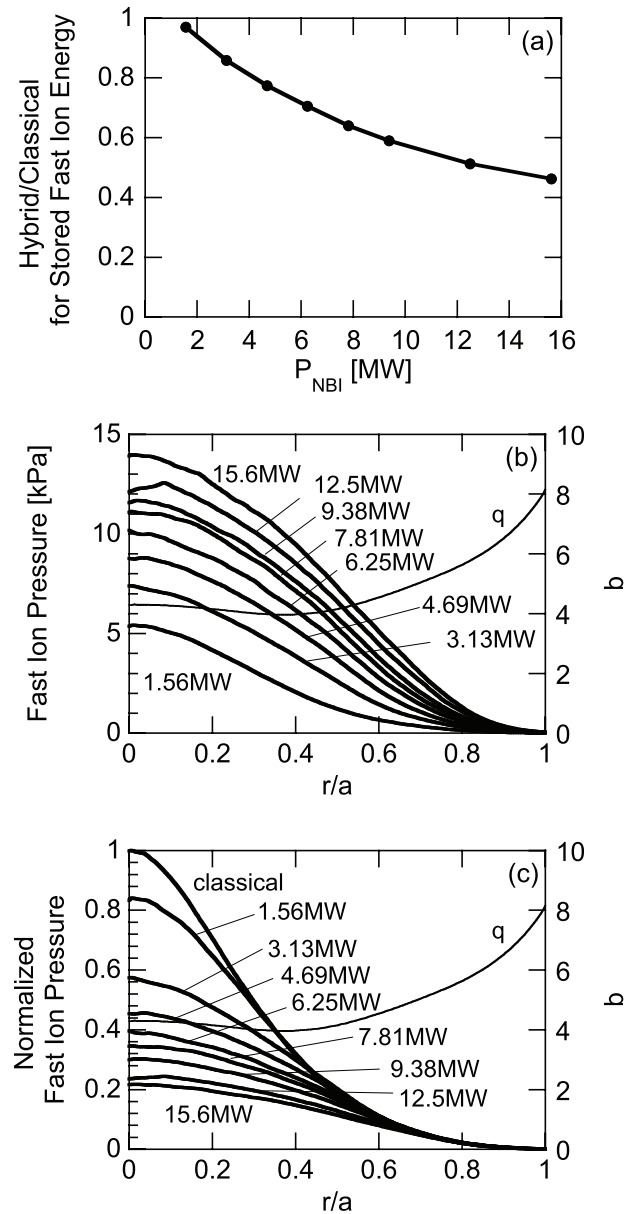 (a)
Hybrid/Classical
for Stored Fast Ion Energy
1
0.8
0.6
0.4
0.2
0
0 2 4 6 8 10 12 14 16
P_NBI [MW]
(b)
Fast Ion Pressure [kPa]
15
10
5
0
10
8
6
4
2
0
q
15.6MW
12.5MW
9.38MW
7.81MW
6.25MW
q
4.69MW
3.13MW
1.56MW
0 0.2 0.4 0.6 0.8 1
r/a
(c)
Normalized
Fast Ion Pressure
1
0.8
0.6
0.4
0.2
0
10
8
6
4
2
0
q
classical
1.56MW
3.13MW
4.69MW
6.25MW
q
7.81MW
9.38MW
12.5MW
15.6MW
0 0.2 0.4 0.6 0.8 1
r/a